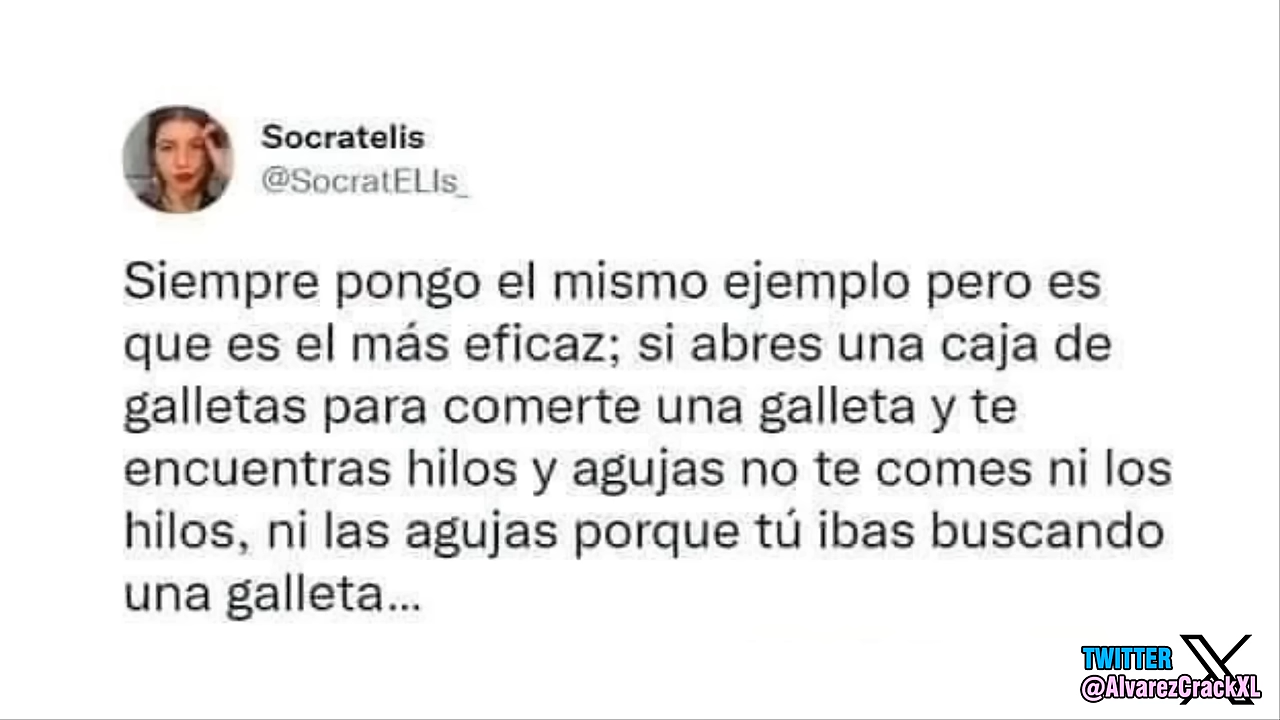 Socratelis
@SocratELIs_
Siempre pongo el mismo ejemplo pero es
que es el más eficaz; si abres una caja de
galletas para comerte una galleta y te
encuentras hilos y agujas no te comes ni los
hilos, ni las agujas porque tú ibas buscando
una galleta...
TWITTER
@AlvarezCrackXL